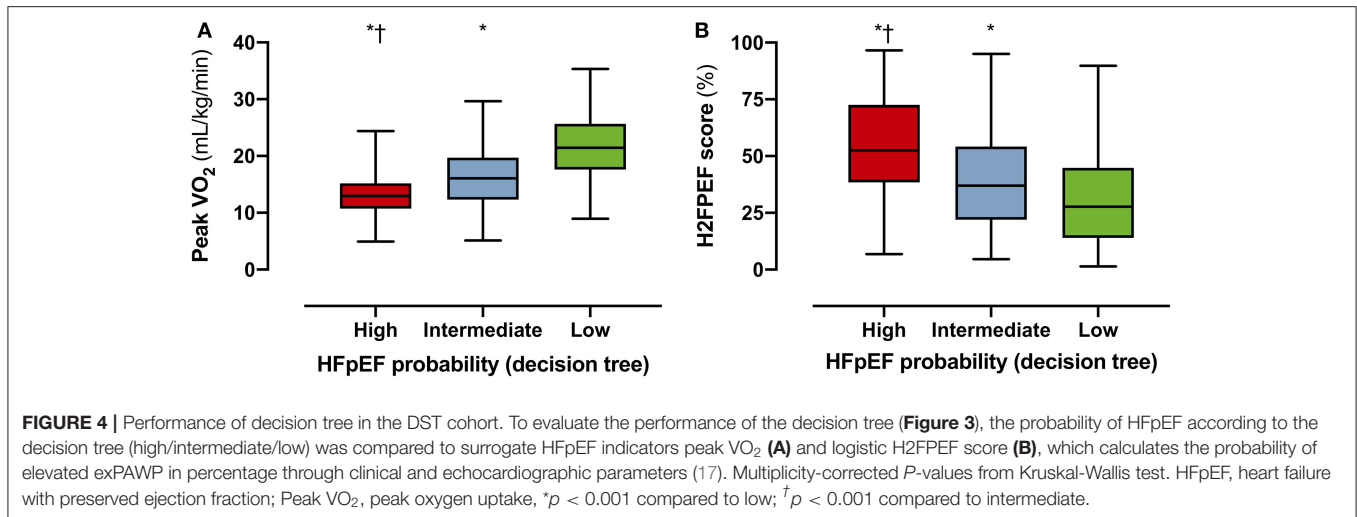 A
*†
*
40
30
20
10
0
Peak VO₂ (mL/kg/min)
High
Intermediate
Low
HFpEF probability (decision tree)
B
*†
*
100
75
50
25
0
H2FPEF score (%)
High
Intermediate
Low
HFpEF probability (decision tree)
FIGURE 4 | Performance of decision tree in the DST cohort. To evaluate the performance of the decision tree (Figure 3), the probability of HFpEF according to the
decision tree (high/intermediate/low) was compared to surrogate HFpEF indicators peak VO₂ (A) and logistic H2FPEF score (B), which calculates the probability of
elevated exPAWP in percentage through clinical and echocardiographic parameters (17). Multiplicity-corrected P-values from Kruskal-Wallis test. HFpEF, heart failure
with preserved ejection fraction; Peak VO₂, peak oxygen uptake, *p < 0.001 compared to low; †p < 0.001 compared to intermediate.